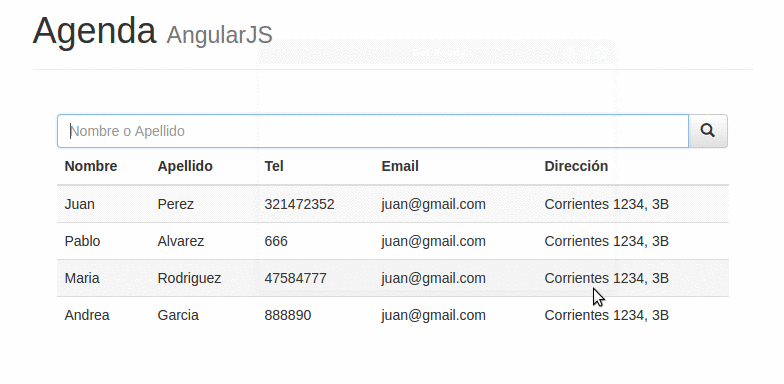 Agenda AngularJS
Nombre o Apellido
Nombre Apellido Tel Email Dirección
Juan Perez 321472352 juan@gmail.com Corrientes 1234, 3B
Pablo Alvarez 666 juan@gmail.com Corrientes 1234, 3B
Maria Rodriguez 47584777 juan@gmail.com Corrientes 1234, 3B
Andrea Garcia 888890 juan@gmail.com Corrientes 1234, 3B